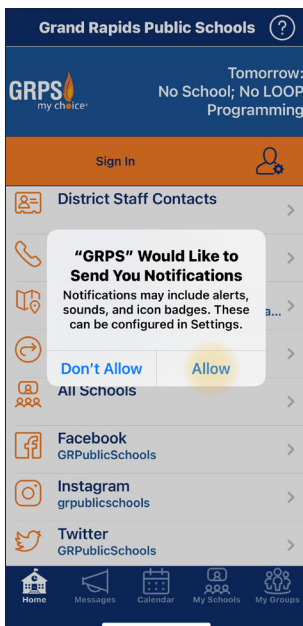 Grand Rapids Public Schools ?
GRPS
my choice
Tomorrow:
No School; No LOOP
Programming
Sign In
District Staff Contacts
"GRPS" Would Like to
Send You Notifications
Notifications may include alerts,
sounds, and icon badges. These
can be configured in Settings.
a...
Don't Allow Allow
All Schools
Facebook
GRPublicSchools
Instagram
grpublicschools
Twitter
GRPublicSchools
Home Messages Calendar My Schools My Groups